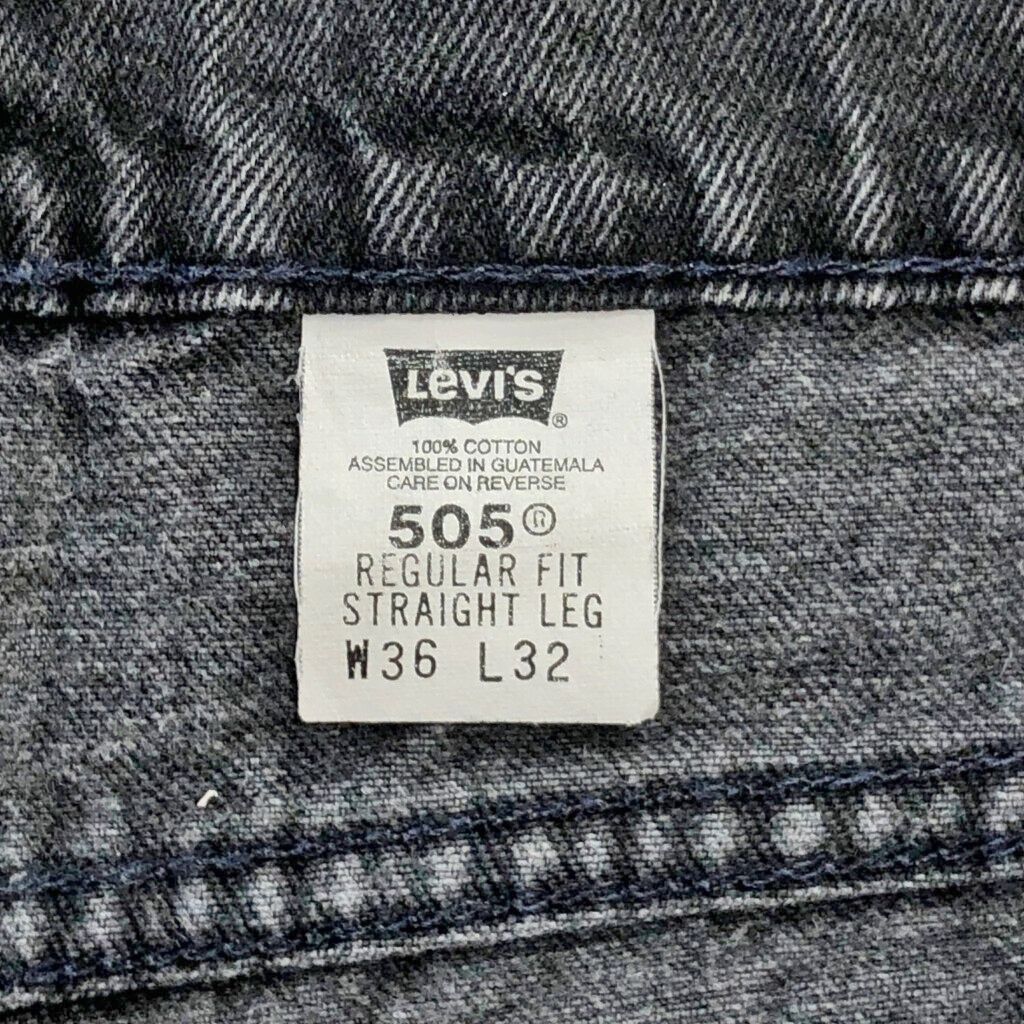 Levi's®
100% COTTON
ASSEMBLED IN GUATEMALA
CARE ON REVERSE
505®
REGULAR FIT
STRAIGHT LEG
W36 L32